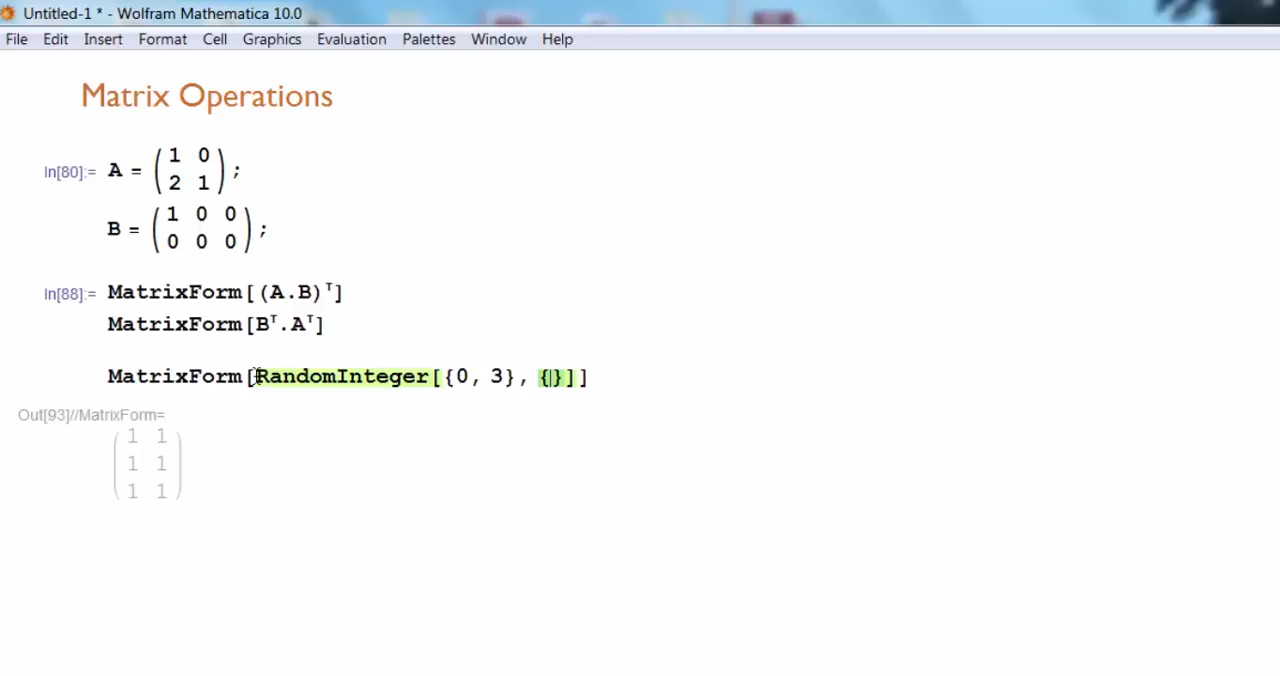 Untitled-1 * - Wolfram Mathematica 10.0
File Edit Insert Format Cell Graphics Evaluation Palettes Window Help
Matrix Operations
In[80]:= A = (1 0
2 1) ;
B = (1 0 0
0 0 0) ;
In[88]:= MatrixForm[(A.B)ᵀ]
MatrixForm[Bᵀ.Aᵀ]
MatrixForm[RandomInteger[{0, 3}, {}]]
Out[93]//MatrixForm=
(1 1
1 1
1 1)